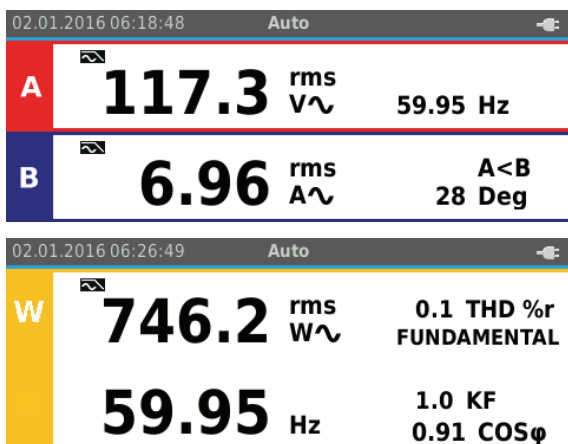 02.01.2016 06:18:48 Auto
A 117.3 rms V∿ 59.95 Hz
B 6.96 rms A∿ A<B 28 Deg
02.01.2016 06:26:49 Auto
W 746.2 rms W∿ 0.1 THD %r FUNDAMENTAL
59.95 Hz 1.0 KF 0.91 COSφ